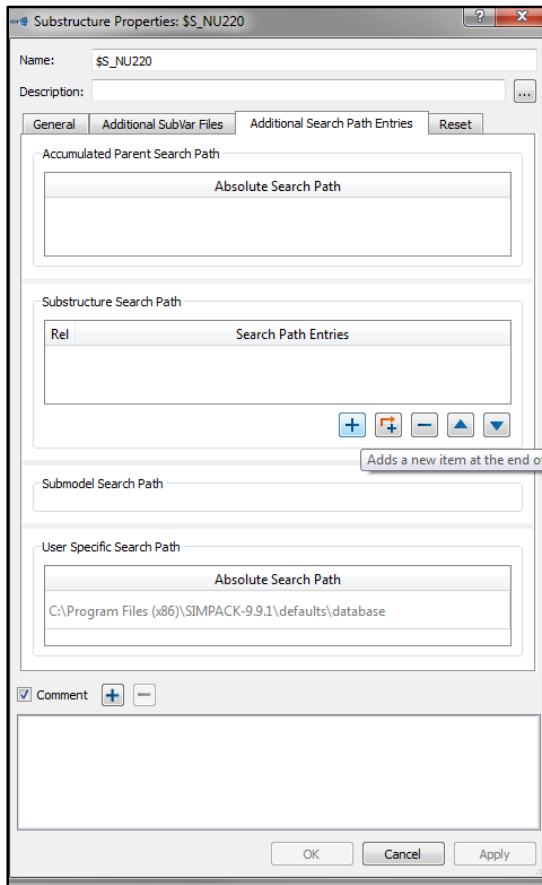 Substructure Properties: $S_NU220
?
Name: $S_NU220
Description:
...
General Additional SubVar Files Additional Search Path Entries Reset
Accumulated Parent Search Path
Absolute Search Path
Substructure Search Path
Rel Search Path Entries
Adds a new item at the end o
Submodel Search Path
User Specific Search Path
Absolute Search Path
C:\Program Files (x86)\SIMPACK-9.9.1\defaults\database
Comment
OK Cancel Apply